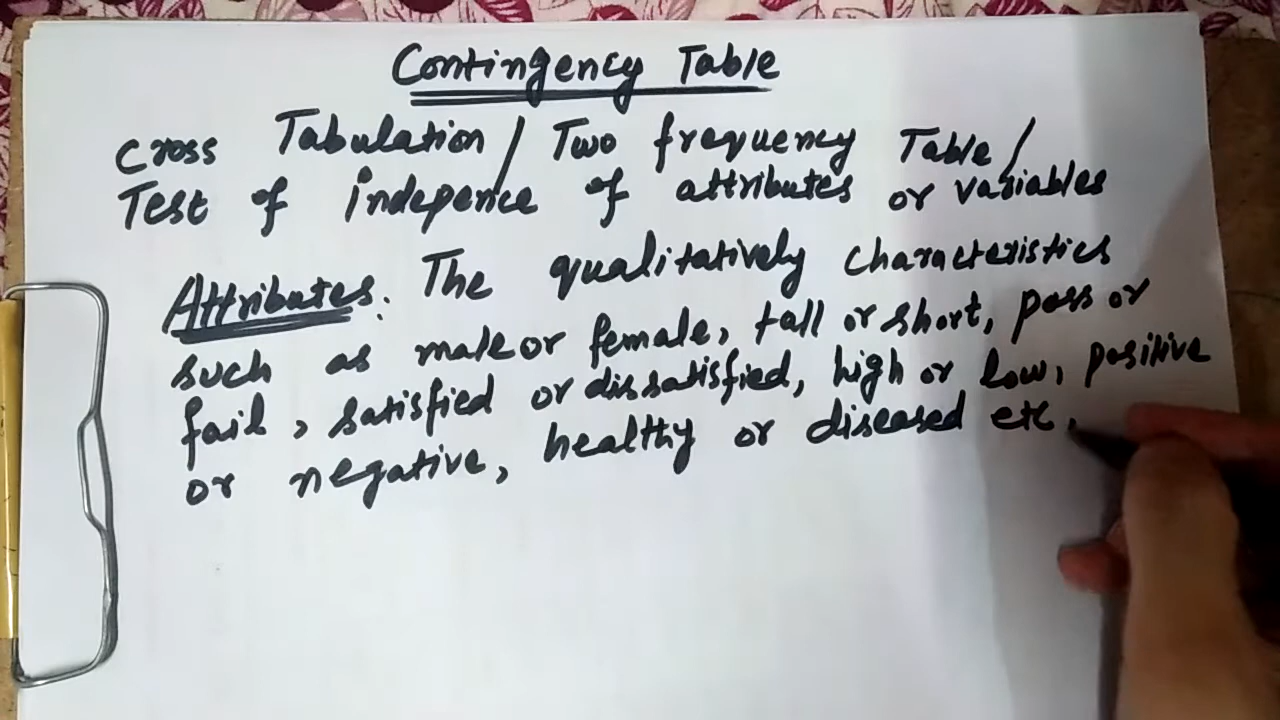 Contingency Table
Cross Tabulation / Two frequency Table /
Test of indepence of attributes or variables
Attributes: The qualitatively characteristics
such as male or female, tall or short, pass or
fail, satisfied or dissatisfied, high or low, positive
or negative, healthy or diseased etc.